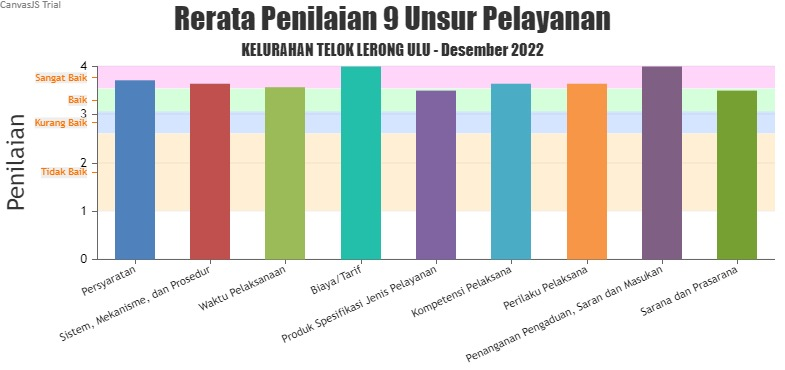 CanvasJS Trial
Rerata Penilaian 9 Unsur Pelayanan
KELURAHAN TELOK LERONG ULU - Desember 2022
Penilaian
4
Sangat Baik
Baik
3
Kurang Baik
2
Tidak Baik
1
0
Persyaratan
Sistem, Mekanisme, dan Prosedur
Waktu Pelaksanaan
Biaya/Tarif
Produk Spesifikasi Jenis Pelayanan
Kompetensi Pelaksana
Perilaku Pelaksana
Penanganan Pengaduan, Saran dan Masukan
Sarana dan Prasarana